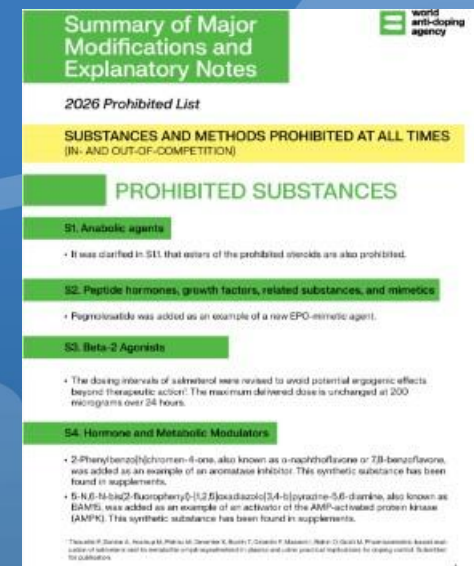 Summary of Major
Modifications and
Explanatory Notes
world
anti-doping
agency
2026 Prohibited List
SUBSTANCES AND METHODS PROHIBITED AT ALL TIMES
(IN- AND OUT-OF-COMPETITION)
PROHIBITED SUBSTANCES
S1. Anabolic agents
• It was clarified in S1.1. that esters of the prohibited steroids are also prohibited.
S2. Peptide hormones, growth factors, related substances, and mimetics
• Pegmolesatide was added as an example of a new EPO-mimetic agent.
S3. Beta-2 Agonists
• The dosing intervals of salmeterol were revised to avoid potential ergogenic effects
beyond therapeutic action¹. The maximum delivered dose is unchanged at 200
micrograms over 24 hours.
S4. Hormone and Metabolic Modulators
• 2-Phenylbenzo[h]chromen-4-one, also known as α-naphthoflavone or 7,8-benzoflavone,
was added as an example of an aromatase inhibitor. This synthetic substance has been
found in supplements.
• 5-N,6-N-bis(2-fluorophenyl)-[1,2,5]oxadiazolo[3,4-b]pyrazine-5,6-diamine, also known as
BAM15, was added as an example of an activator of the AMP-activated protein kinase
(AMPK). This synthetic substance has been found in supplements.
for publication.